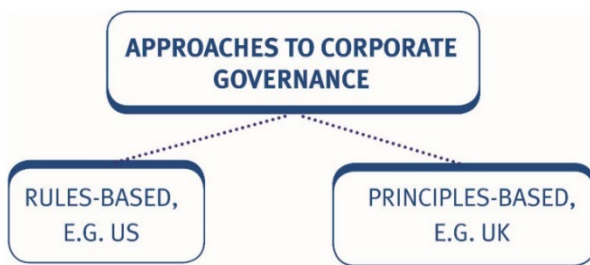 APPROACHES TO CORPORATE
GOVERNANCE
RULES-BASED,
E.G. US
PRINCIPLES-BASED,
E.G. UK